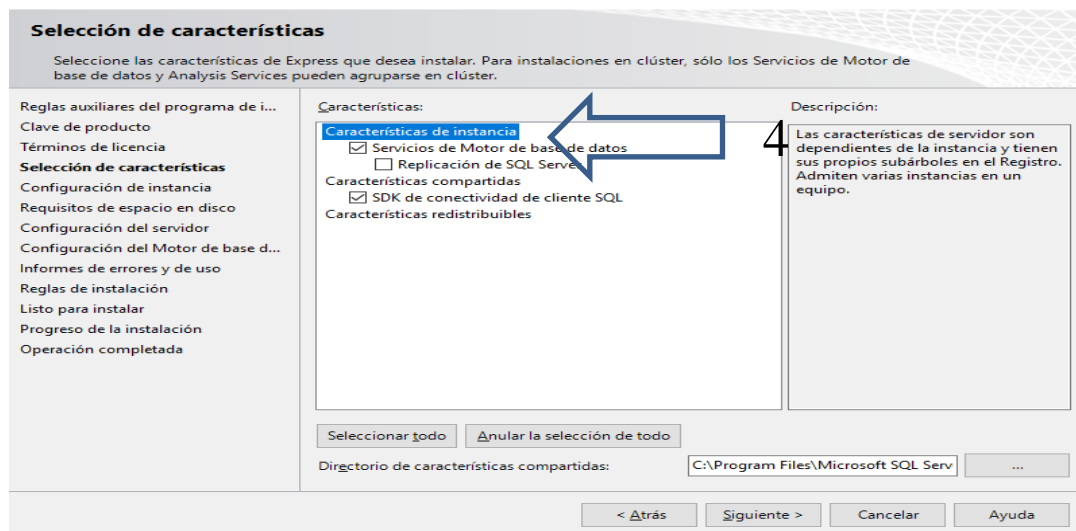 Selección de características
Seleccione las características de Express que desea instalar. Para instalaciones en clúster, sólo los Servicios de Motor de
base de datos y Analysis Services pueden agruparse en clúster.
Reglas auxiliares del programa de i...
Clave de producto
Términos de licencia
Selección de características
Configuración de instancia
Requisitos de espacio en disco
Configuración del servidor
Configuración del Motor de base d...
Informes de errores y de uso
Reglas de instalación
Listo para instalar
Progreso de la instalación
Operación completada
Características:
Características de instancia
Servicios de Motor de base de datos
Replicación de SQL Server
Características compartidas
SDK de conectividad de cliente SQL
Características redistribuibles
4
Descripción:
Las características de servidor son
dependientes de la instancia y tienen
sus propios subárboles en el Registro.
Admiten varias instancias en un
equipo.
Seleccionar todo
Anular la selección de todo
Directorio de características compartidas:
C:\Program Files\Microsoft SQL Serv
...
< Atrás
Siguiente >
Cancelar
Ayuda